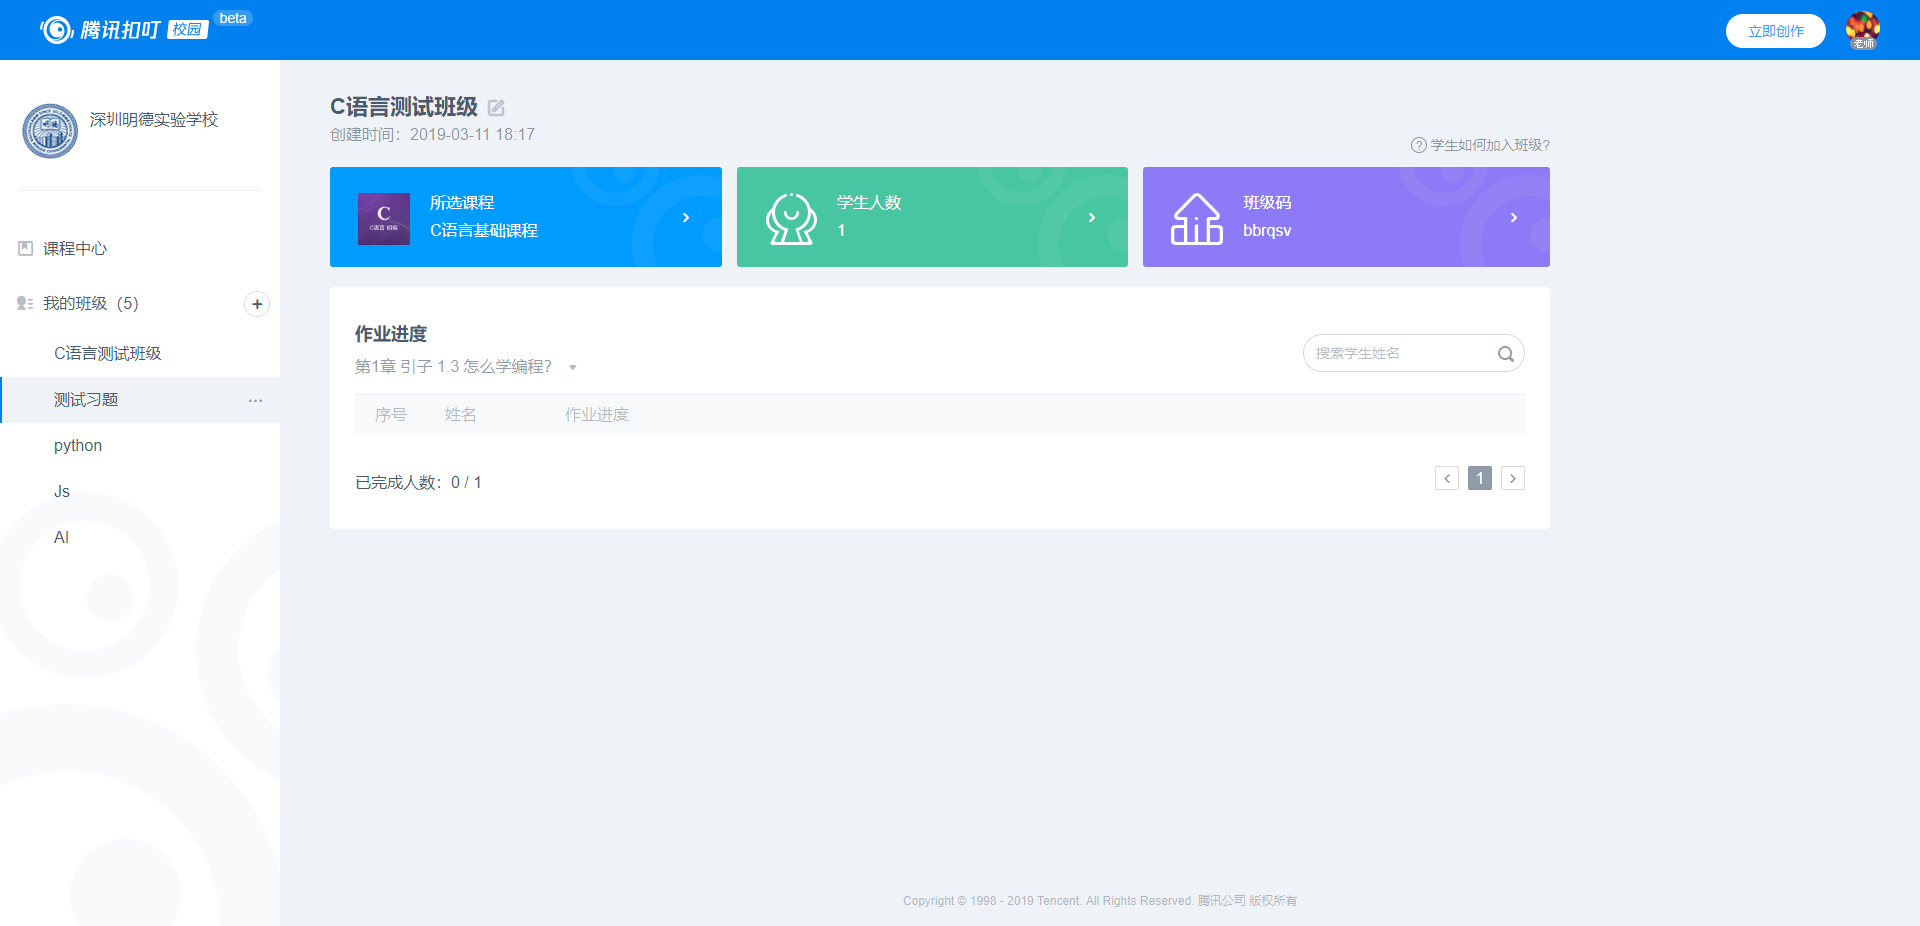 腾讯扣叮 校园 beta
立即创作
老师
深圳明德实验学校
课程中心
我的班级（5）
C语言测试班级
测试习题
python
Js
AI
C语言测试班级
创建时间：2019-03-11 18:17
学生如何加入班级?
C
C语言 初级
所选课程
C语言基础课程
学生人数
1
班级码
bbrqsv
作业进度
第1章 引子 1.3 怎么学编程?
搜索学生姓名
序号 姓名 作业进度
已完成人数：0 / 1
1
Copyright © 1998 - 2019 Tencent. All Rights Reserved. 腾讯公司 版权所有